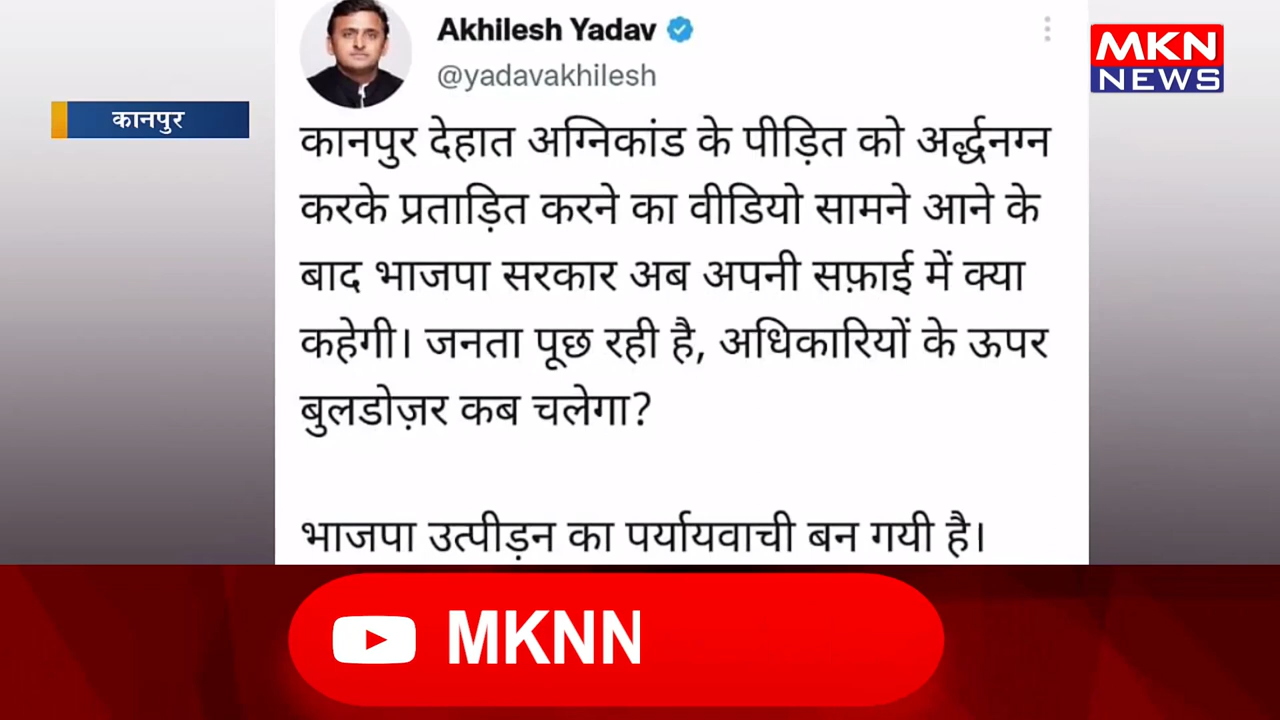 Akhilesh Yadav
@yadavakhilesh
MKN
NEWS
कानपुर
कानपुर देहात अग्निकांड के पीड़ित को अर्द्धनग्न
करके प्रताड़ित करने का वीडियो सामने आने के
बाद भाजपा सरकार अब अपनी सफ़ाई में क्या
कहेगी। जनता पूछ रही है, अधिकारियों के ऊपर
बुलडोज़र कब चलेगा?
भाजपा उत्पीड़न का पर्यायवाची बन गयी है।
MKNN